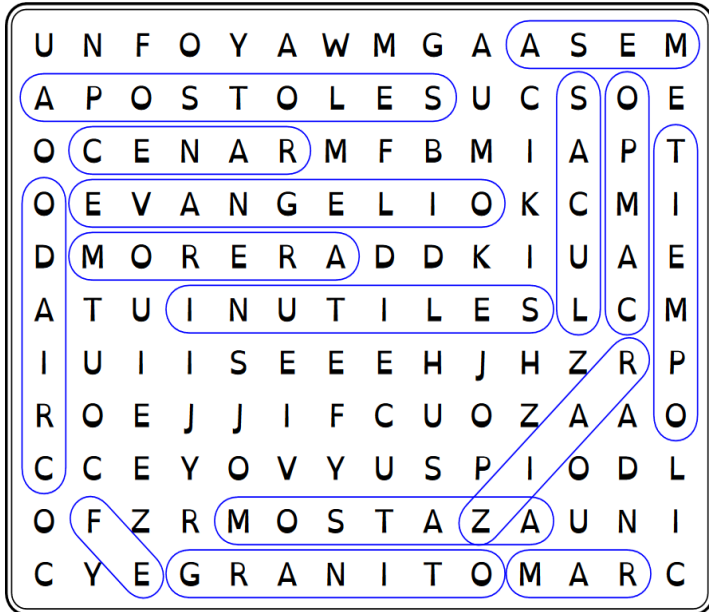 U N F O Y A W M G A A S E M
A P O S T O L E S U C S O E
O C E N A R M F B M I A P T
O E V A N G E L I O K C M I
D M O R E R A D D K I U A E
A T U I N U T I L E S L C M
I U I I S E E E H J H Z R P
R O E J J I F C U O Z A A O
C C E Y O V Y U S P I O D L
O F Z R M O S T A Z A U N I
C Y E G R A N I T O M A R C